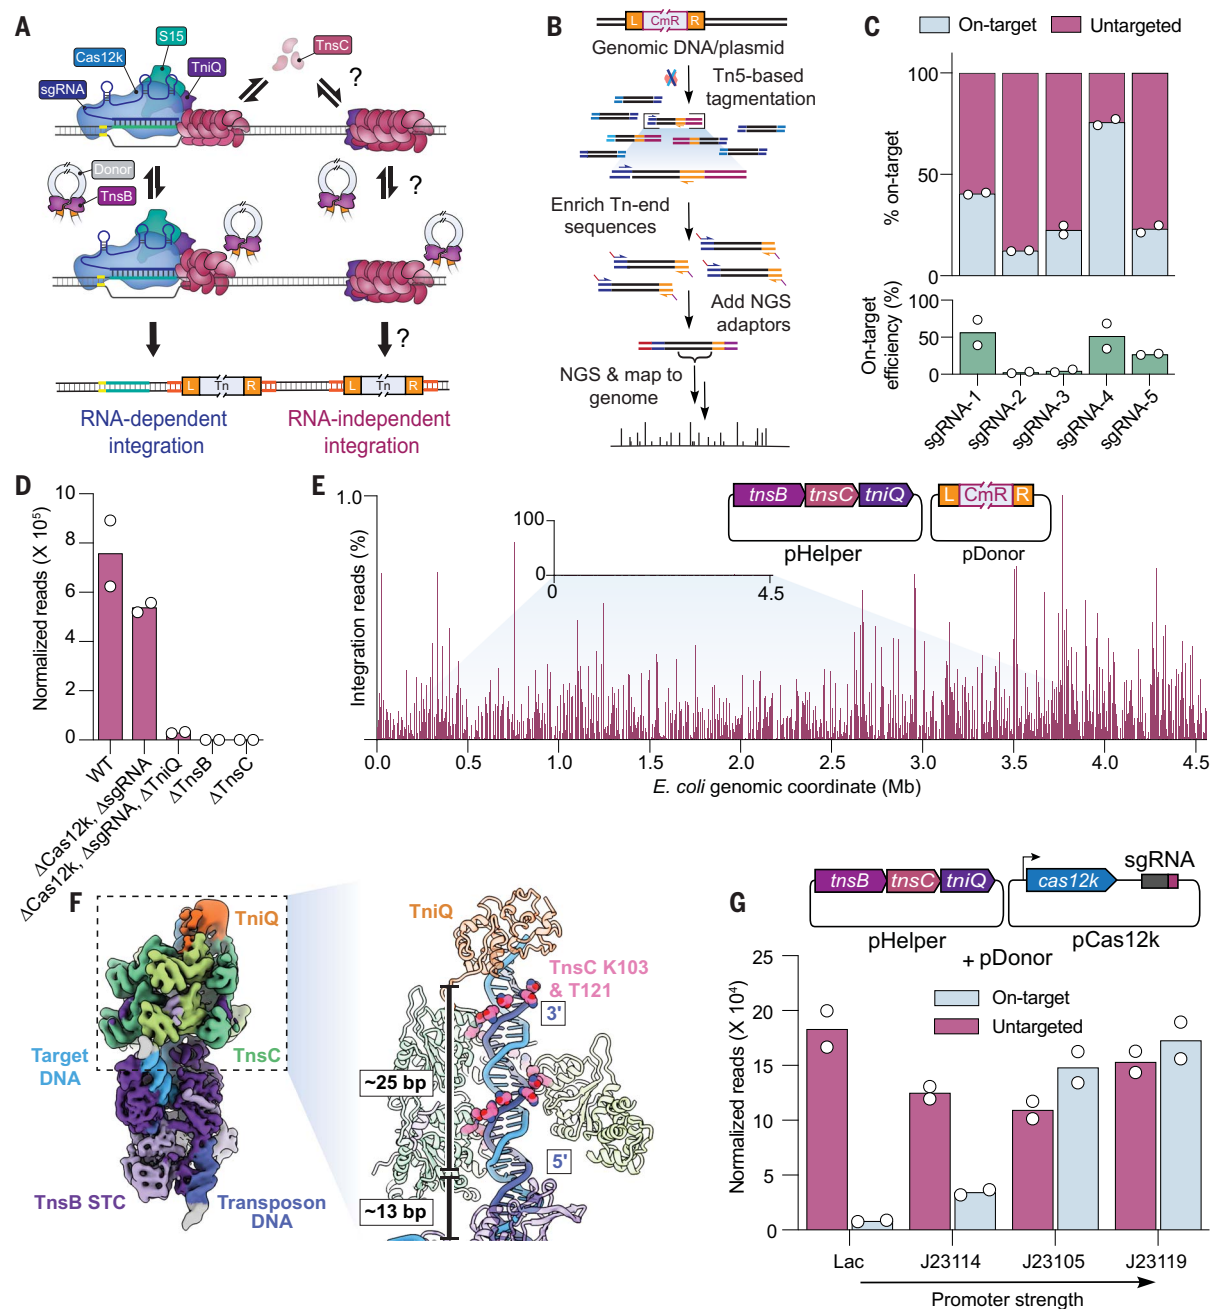 A
S15
TnsC
Cas12k
TniQ
sgRNA
?
Donor
TnsB
?
?
L
Tn
R
L
Tn
R
RNA-dependent
integration
RNA-independent
integration
B
L
CmR
R
Genomic DNA/plasmid
Tn5-based
tagmentation
Enrich Tn-end
sequences
Add NGS
adaptors
NGS & map to
genome
C
On-target
Untargeted
100
50
0
% on-target
100
50
0
On-target
efficiency (%)
sgRNA-1
sgRNA-2
sgRNA-3
sgRNA-4
sgRNA-5
D
10
8
6
4
2
0
Normalized reads (X 10⁵)
WT
ΔCas12k, ΔsgRNA
ΔCas12k, ΔsgRNA, ΔTniQ
ΔTnsB
ΔTnsC
E
1.0
0
Integration reads (%)
100
0
0
4.5
tnsB
tnsC
tniQ
pHelper
L
CmR
R
pDonor
0.0
0.5
1.0
1.5
2.0
2.5
3.0
3.5
4.0
4.5
E. coli genomic coordinate (Mb)
F
TniQ
Target
DNA
TnsC
TnsB STC
Transposon
DNA
TniQ
TnsC K103
& T121
3'
~25 bp
5'
~13 bp
G
tnsB
tnsC
tniQ
pHelper
cas12k
sgRNA
pCas12k
+ pDonor
On-target
Untargeted
25
20
15
10
5
0
Normalized reads (X 10⁴)
Lac
J23114
J23105
J23119
Promoter strength